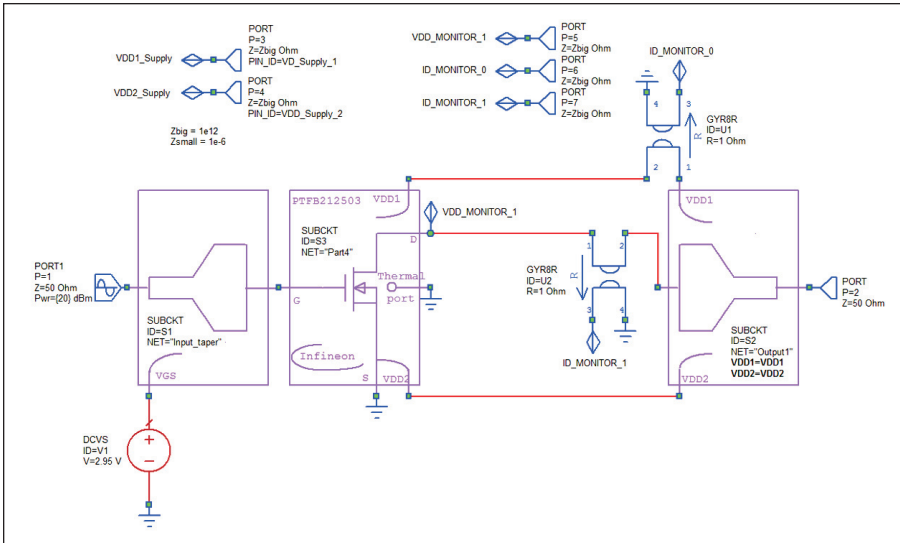 VDD1_Supply
PORT
P=3
Z=Zbig Ohm
PIN_ID=VD_Supply_1
VDD2_Supply
PORT
P=4
Z=Zbig Ohm
PIN_ID=VDD_Supply_2
Zbig = 1e12
Zsmall = 1e-6
VDD_MONITOR_1
PORT
P=5
Z=Zbig Ohm
ID_MONITOR_0
PORT
P=6
Z=Zbig Ohm
ID_MONITOR_1
PORT
P=7
Z=Zbig Ohm
ID_MONITOR_0
4
3
GYR8R
ID=U1
R=1 Ohm
R
2
1
PORT1
P=1
Z=50 Ohm
Pwr={20} dBm
SUBCKT
ID=S1
NET="Input_taper"
VGS
DCVS
ID=V1
V=2.95 V
PTFB212503
VDD1
SUBCKT
ID=S3
NET="Part4"
D
Thermal
port
G
Infineon
S
VDD2
VDD_MONITOR_1
GYR8R
ID=U2
R=1 Ohm
1
2
R
3
4
ID_MONITOR_1
VDD1
SUBCKT
ID=S2
NET="Output1"
VDD1=VDD1
VDD2=VDD2
VDD2
PORT
P=2
Z=50 Ohm